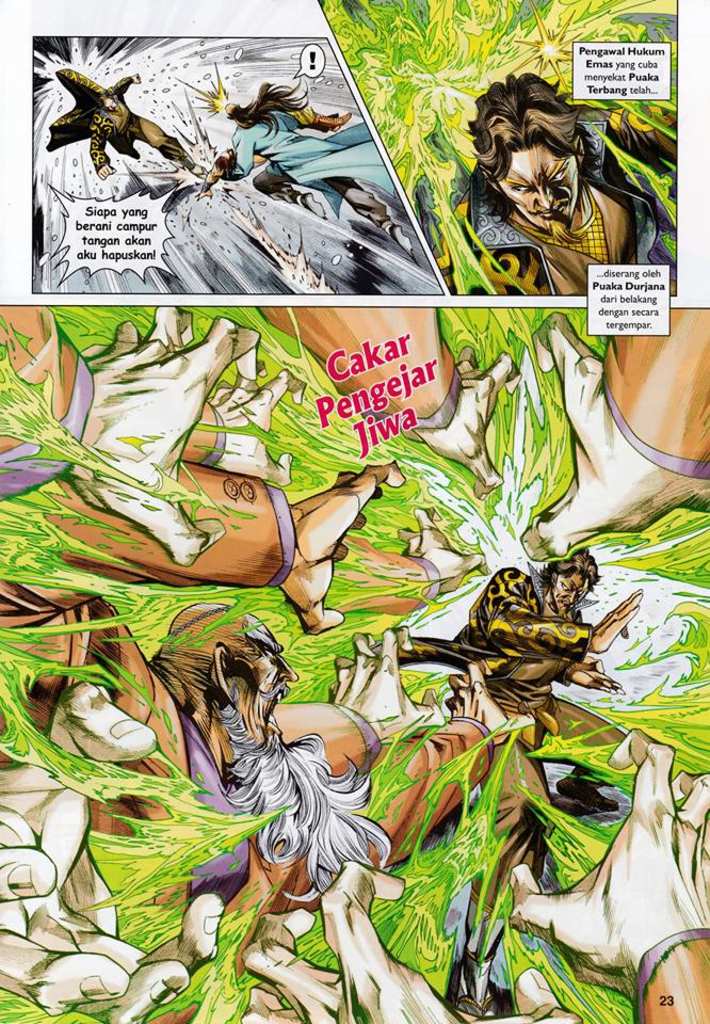 !
Siapa yang
berani campur
tangan akan
aku hapuskan!
Pengawal Hukum
Emas yang cuba
menyekat Puaka
Terbang telah...
...diserang oleh
Puaka Durjana
dari belakang
dengan secara
tergempar.
Cakar
Pengejar
Jiwa
23